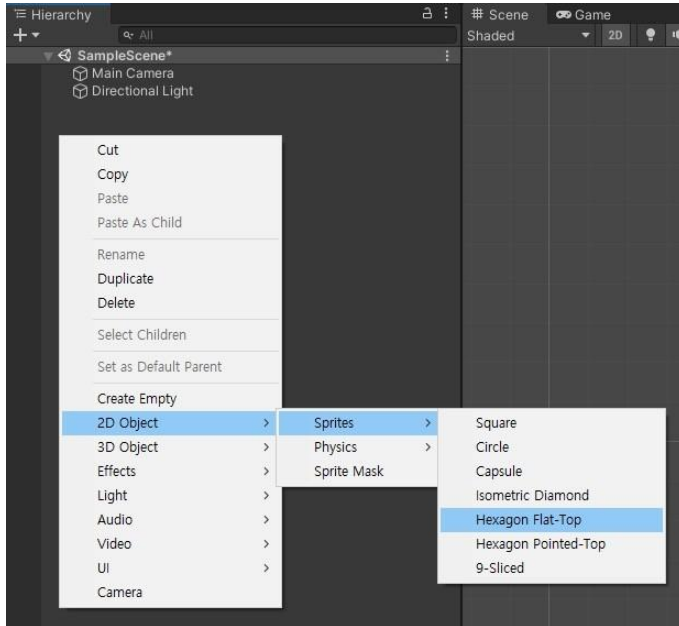 Hierarchy
All
SampleScene*
Main Camera
Directional Light
Cut
Copy
Paste
Paste As Child
Rename
Duplicate
Delete
Select Children
Set as Default Parent
Create Empty
2D Object
3D Object
Effects
Light
Audio
Video
UI
Camera
Sprites
Physics
Sprite Mask
Square
Circle
Capsule
Isometric Diamond
Hexagon Flat-Top
Hexagon Pointed-Top
9-Sliced
Scene Game
Shaded 2D